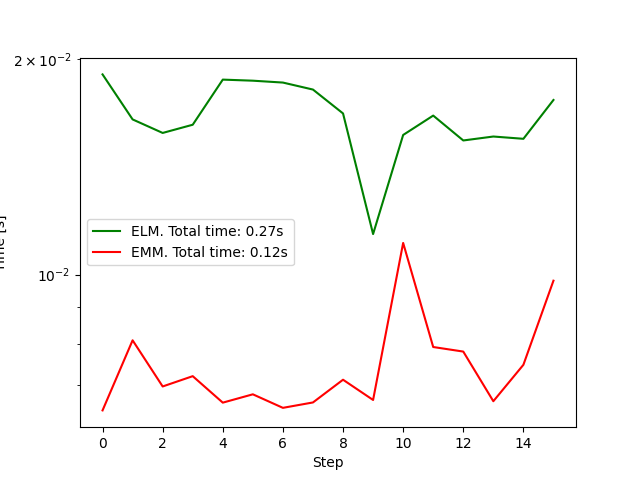 2 × 10⁻²
10⁻²
Time [s]
ELM. Total time: 0.27s
EMM. Total time: 0.12s
0 2 4 6 8 10 12 14
Step